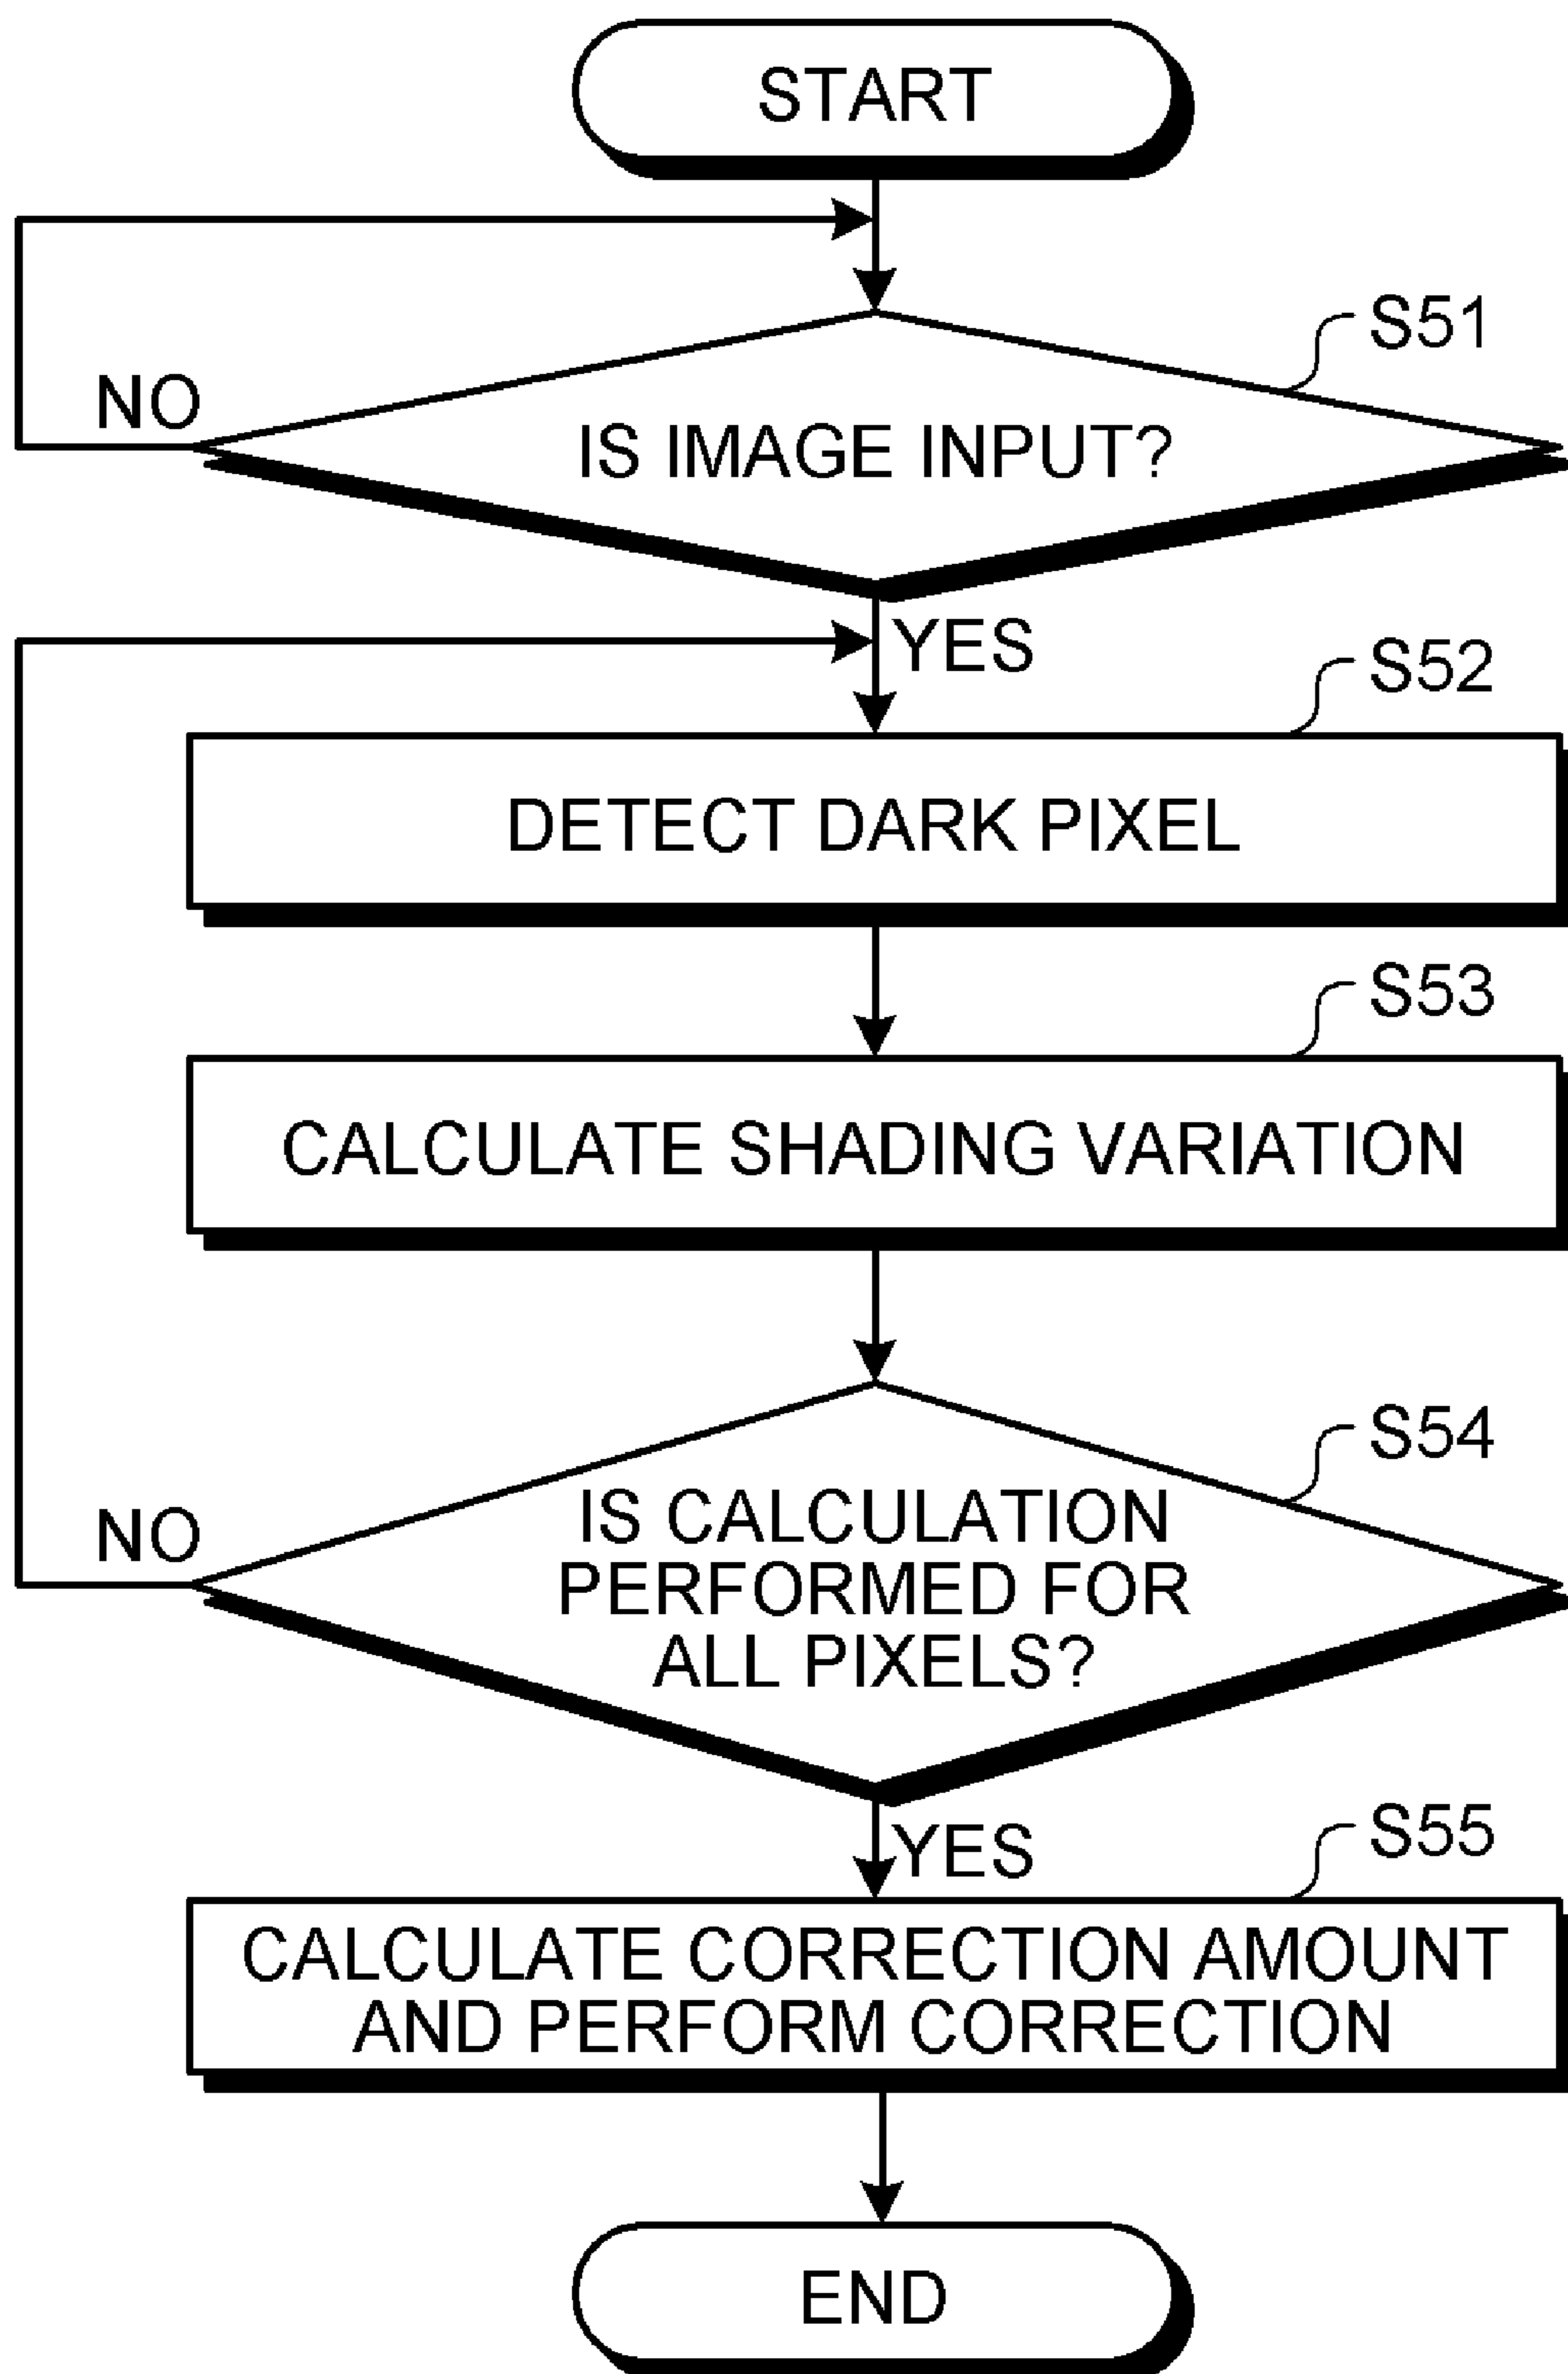 START
S51
NO
IS IMAGE INPUT?
YES
S52
DETECT DARK PIXEL
S53
CALCULATE SHADING VARIATION
S54
NO
IS CALCULATION
PERFORMED FOR
ALL PIXELS?
YES
S55
CALCULATE CORRECTION AMOUNT
AND PERFORM CORRECTION
END